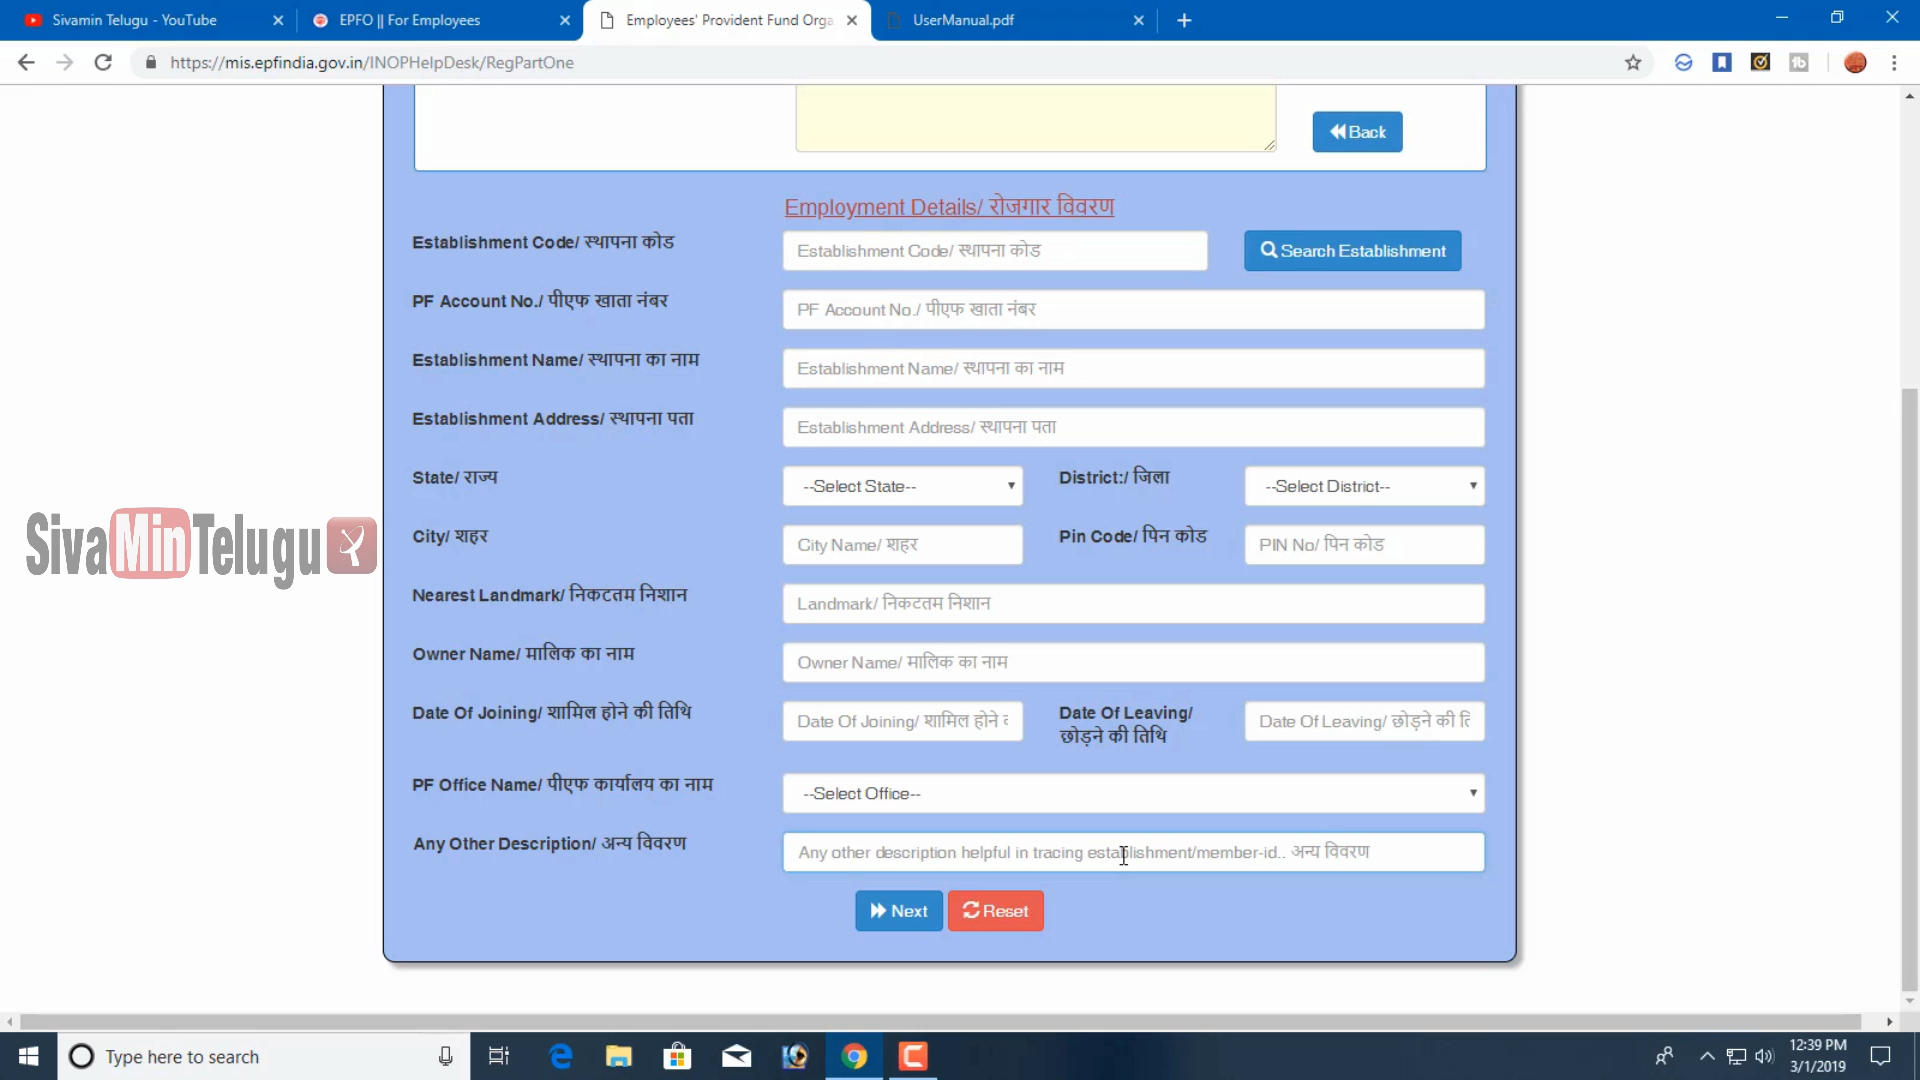 Sivamin Telugu - YouTube
EPFO || For Employees
Employees' Provident Fund Orga
UserManual.pdf
https://mis.epfindia.gov.in/INOPHelpDesk/RegPartOne
Back
Employment Details/ रोजगार विवरण
Establishment Code/ स्थापना कोड
Establishment Code/ स्थापना कोड
Search Establishment
PF Account No./ पीएफ खाता नंबर
PF Account No./ पीएफ खाता नंबर
Establishment Name/ स्थापना का नाम
Establishment Name/ स्थापना का नाम
Establishment Address/ स्थापना पता
Establishment Address/ स्थापना पता
State/ राज्य
--Select State--
District:/ जिला
--Select District--
SivaMinTelugu
City/ शहर
City Name/ शहर
Pin Code/ पिन कोड
PIN No/ पिन कोड
Nearest Landmark/ निकटतम निशान
Landmark/ निकटतम निशान
Owner Name/ मालिक का नाम
Owner Name/ मालिक का नाम
Date Of Joining/ शामिल होने की तिथि
Date Of Joining/ शामिल होने
Date Of Leaving/
छोड़ने की तिथि
Date Of Leaving/ छोड़ने की ति
PF Office Name/ पीएफ कार्यालय का नाम
--Select Office--
Any Other Description/ अन्य विवरण
Any other description helpful in tracing establishment/member-id.. अन्य विवरण
Next
Reset
Type here to search
12:39 PM
3/1/2019